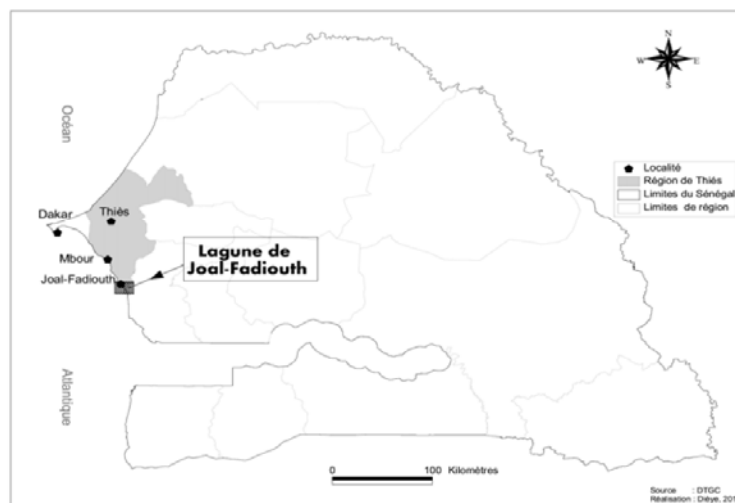 N
W
E
S
Océan
Localité
Région de Thiés
Limites du Sénégal
Limites de région
Dakar
Thiès
Mbour
Lagune de
Joal-Fadiouth
Joal-Fadiouth
Atlantique
0
100 Kilomètres
Source : DTGC
Réalisation : Dièye, 201